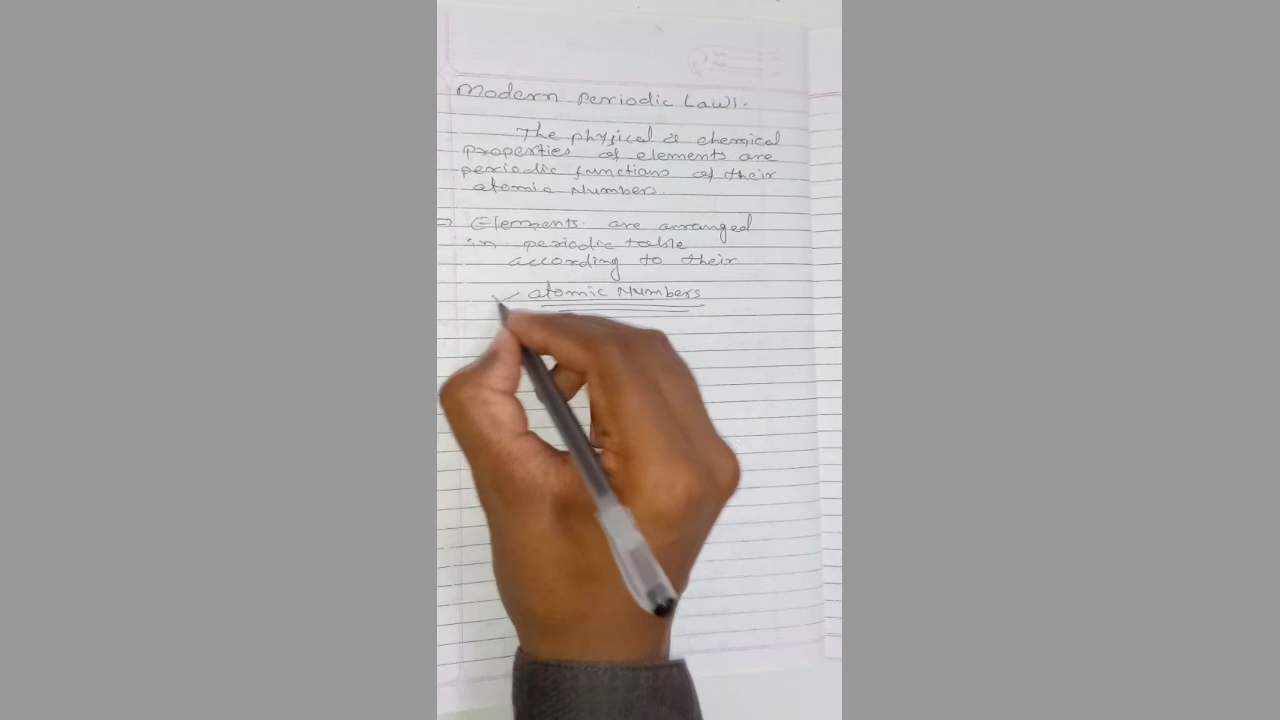 Modern Periodic Laws.
The physical & chemical
properties of elements are
periodic functions of their
atomic Numbers.
⇒ Elements are arranged
in periodic table
according to their
✓ atomic Numbers